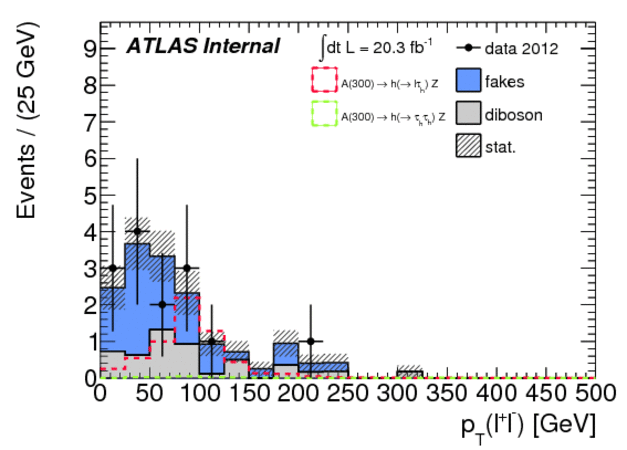 ATLAS Internal
∫dt L = 20.3 fb⁻¹
data 2012
A(300) → h(→ lτₕ) Z
fakes
A(300) → h(→ τₕτₕ) Z
diboson
stat.
Events / (25 GeV)
9
8
7
6
5
4
3
2
1
0
0 50 100 150 200 250 300 350 400 450 500
p_T(l⁺l⁻) [GeV]